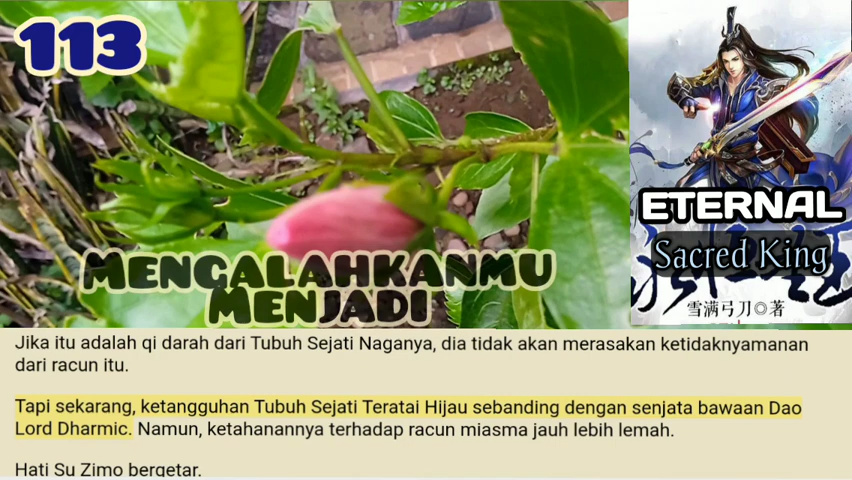 113
MENGALAHKANMU
MENJADI
ETERNAL
Sacred King
雪满弓刀◎著
Jika itu adalah qi darah dari Tubuh Sejati Naganya, dia tidak akan merasakan ketidaknyamanan
dari racun itu.
Tapi sekarang, ketangguhan Tubuh Sejati Teratai Hijau sebanding dengan senjata bawaan Dao
Lord Dharmic. Namun, ketahanannya terhadap racun miasma jauh lebih lemah.
Hati Su Zimo bergetar.